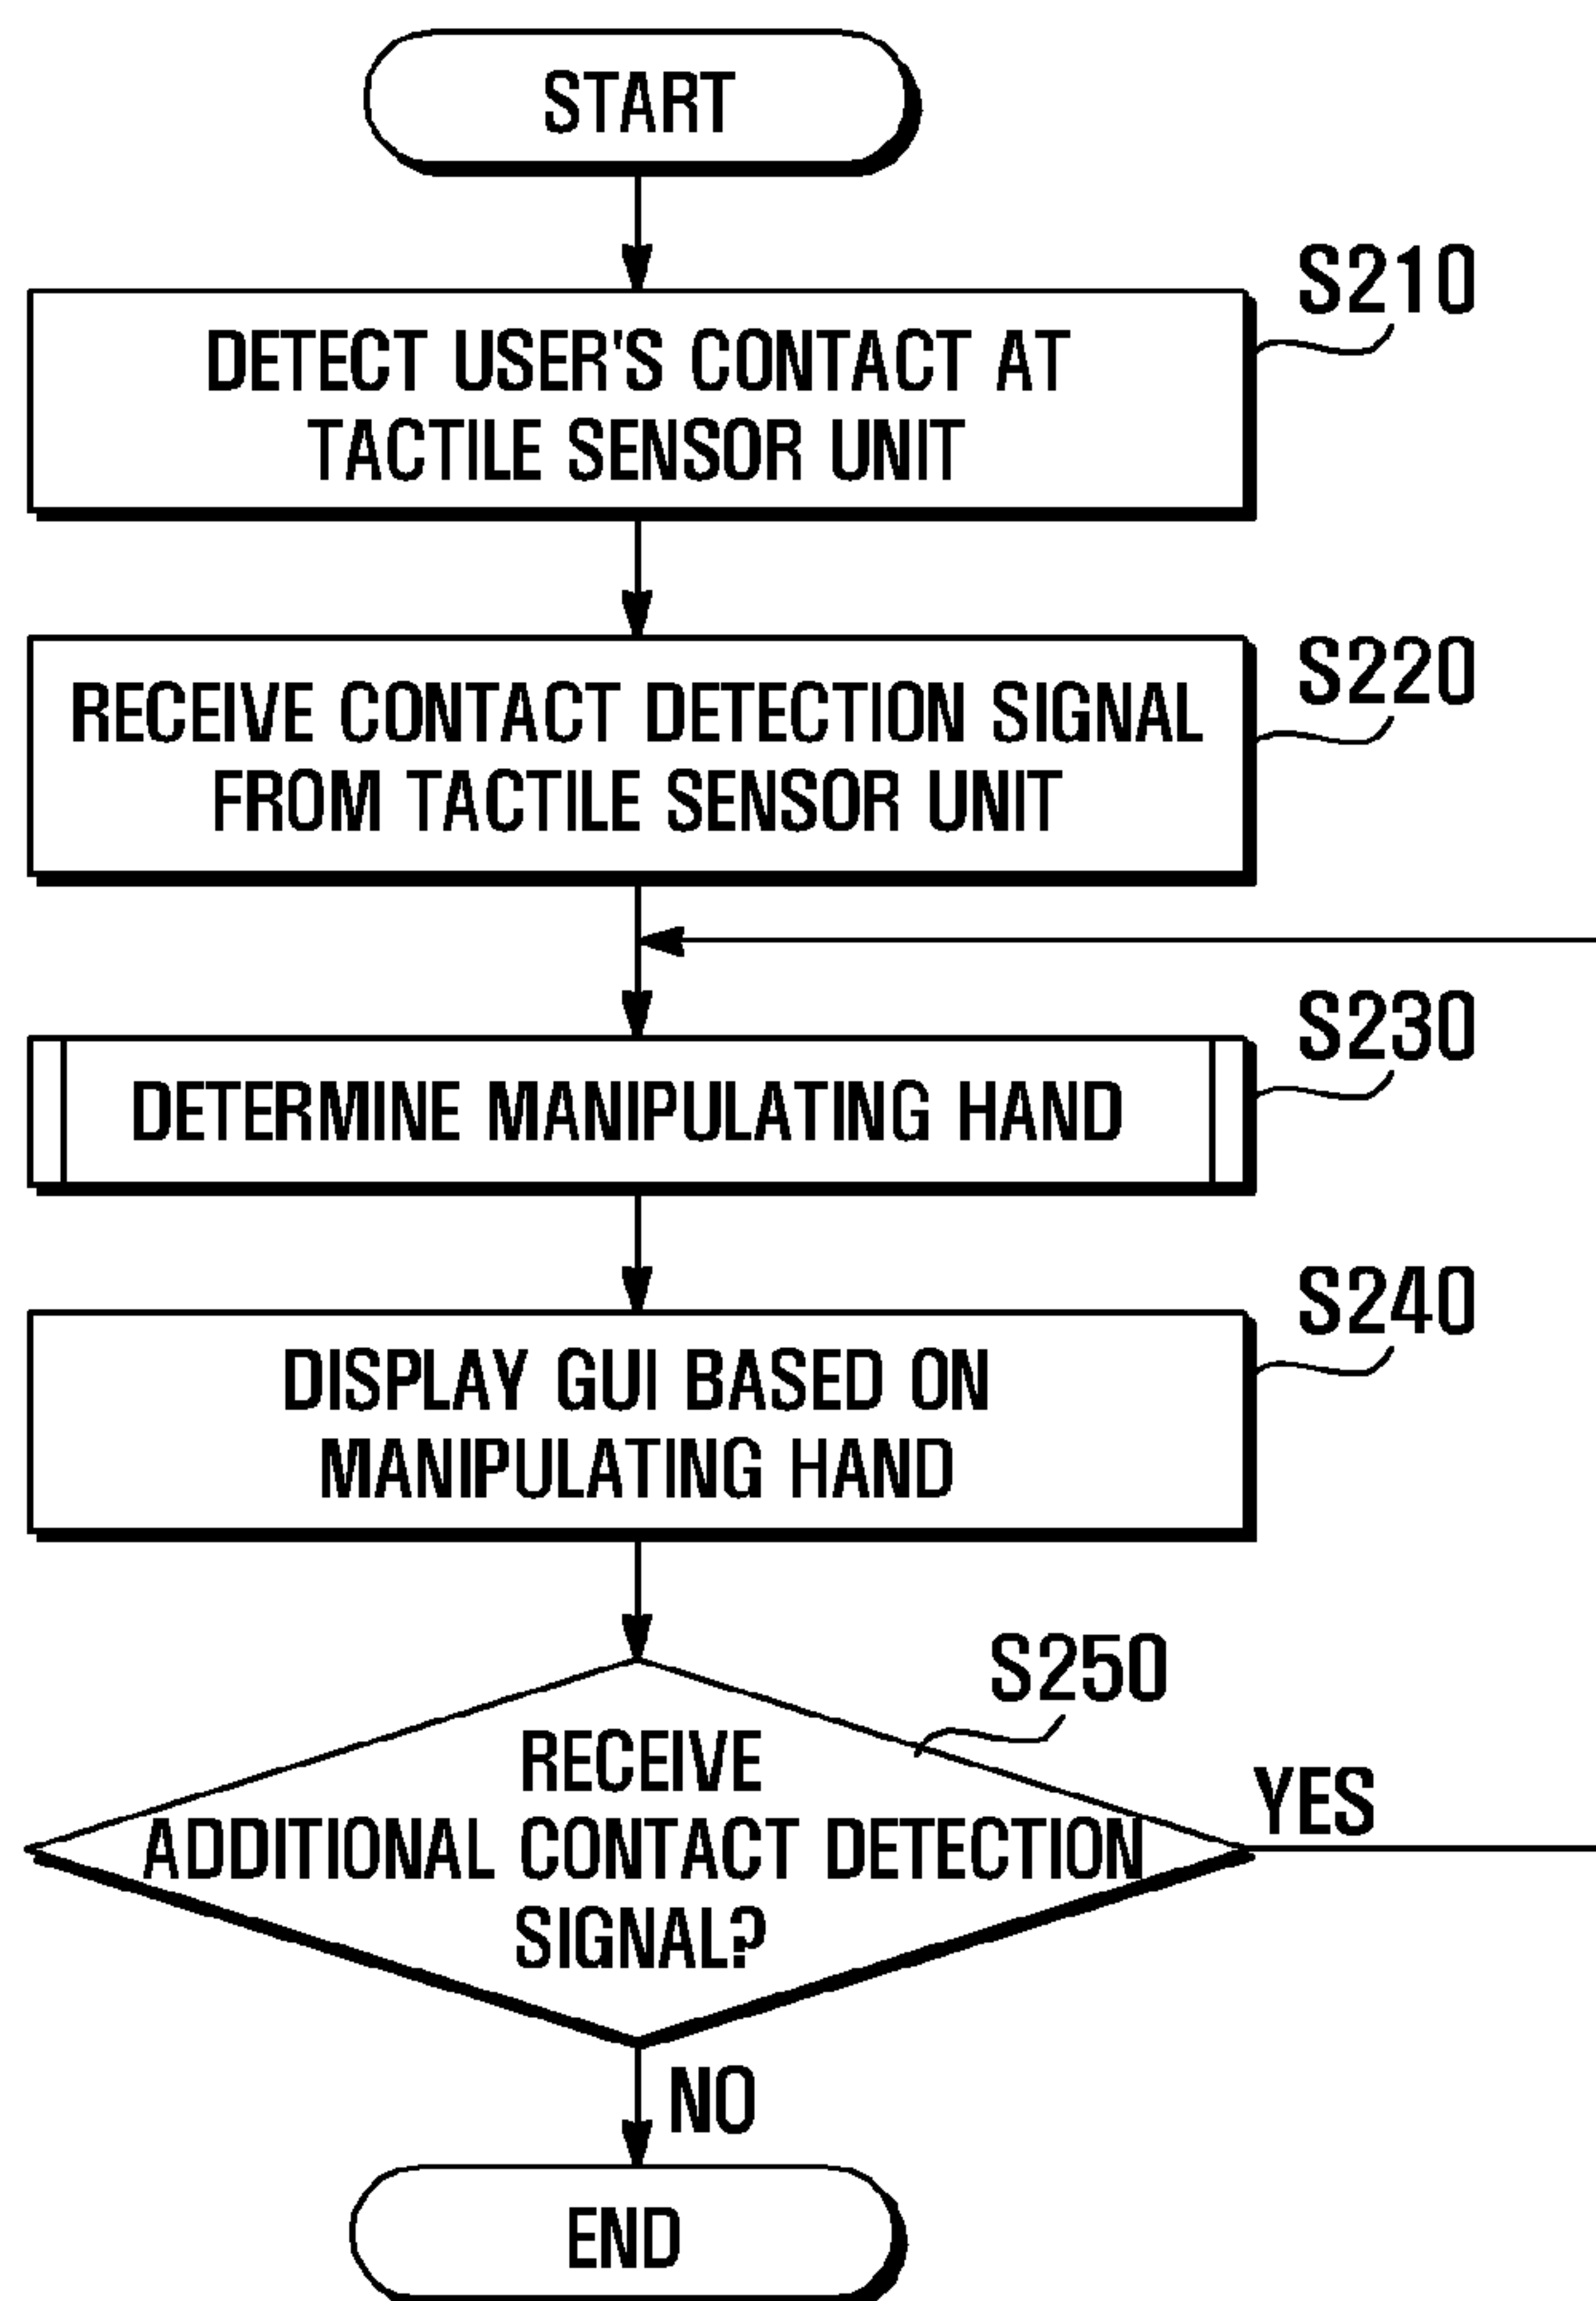 START
S210
DETECT USER'S CONTACT AT
TACTILE SENSOR UNIT
S220
RECEIVE CONTACT DETECTION SIGNAL
FROM TACTILE SENSOR UNIT
S230
DETERMINE MANIPULATING HAND
S240
DISPLAY GUI BASED ON
MANIPULATING HAND
S250
RECEIVE
ADDITIONAL CONTACT DETECTION
SIGNAL?
YES
NO
END